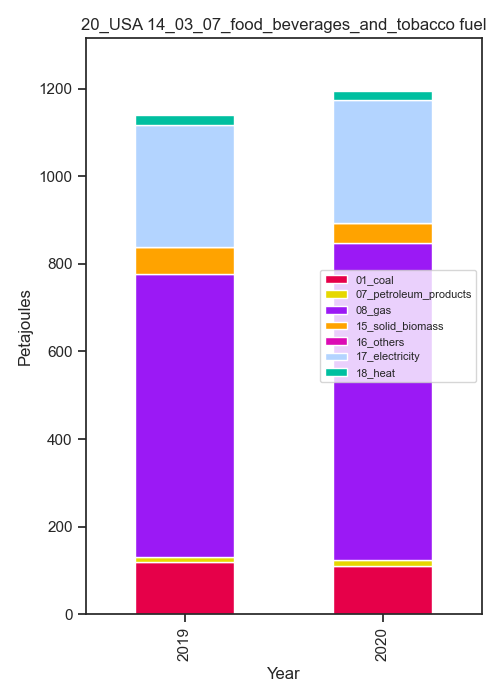 20_USA 14_03_07_food_beverages_and_tobacco fuel
1200
1000
800
600
400
200
0
Petajoules
01_coal
07_petroleum_products
08_gas
15_solid_biomass
16_others
17_electricity
18_heat
2019
2020
Year